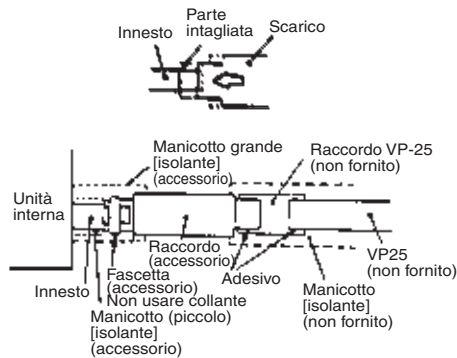 Parte
intagliata
Innesto
Scarico
Manicotto grande
[isolante]
(accessorio)
Raccordo VP-25
(non fornito)
Unità
interna
Raccordo
(accessorio)
VP25
(non fornito)
Adesivo
Fascetta
(accessorio)
Non usare collante
Innesto
Manicotto (piccolo)
[isolante]
(accessorio)
Manicotto
[isolante]
(non fornito)